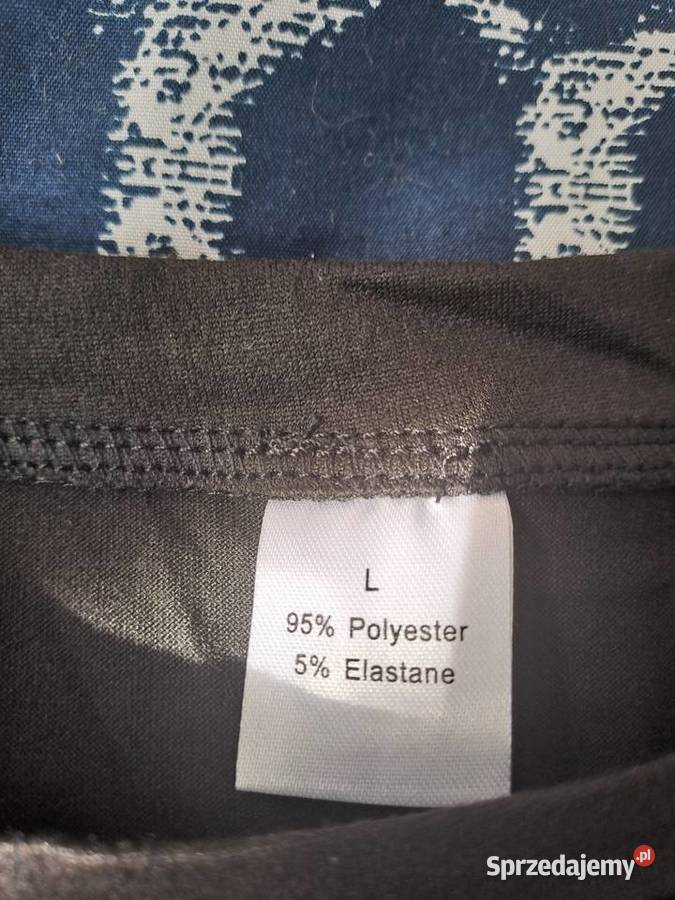 L
95% Polyester
5% Elastane
Sprzedajemy.pl